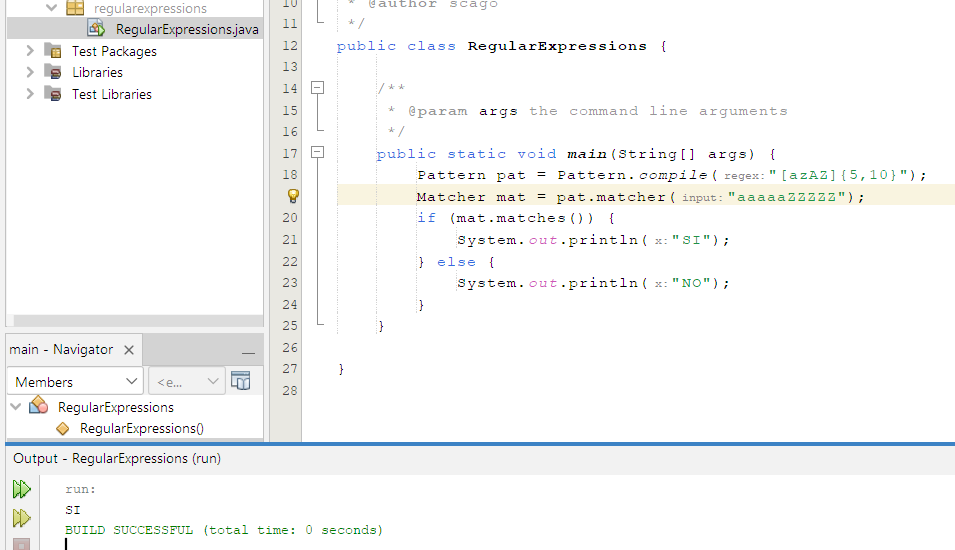 regularexpressions
RegularExpressions.java
Test Packages
Libraries
Test Libraries
10 * @author scago
11 */
12 public class RegularExpressions {
13
14 /**
15 * @param args the command line arguments
16 */
17 public static void main(String[] args) {
18 Pattern pat = Pattern.compile( regex: "[azAZ]{5,10}");
Matcher mat = pat.matcher( input: "aaaaaZZZZZ");
20 if (mat.matches()) {
21 System.out.println( x: "SI");
22 } else {
23 System.out.println( x: "NO");
24 }
25 }
26
27 }
28
main - Navigator
Members
<e...
RegularExpressions
RegularExpressions()
Output - RegularExpressions (run)
run:
SI
BUILD SUCCESSFUL (total time: 0 seconds)